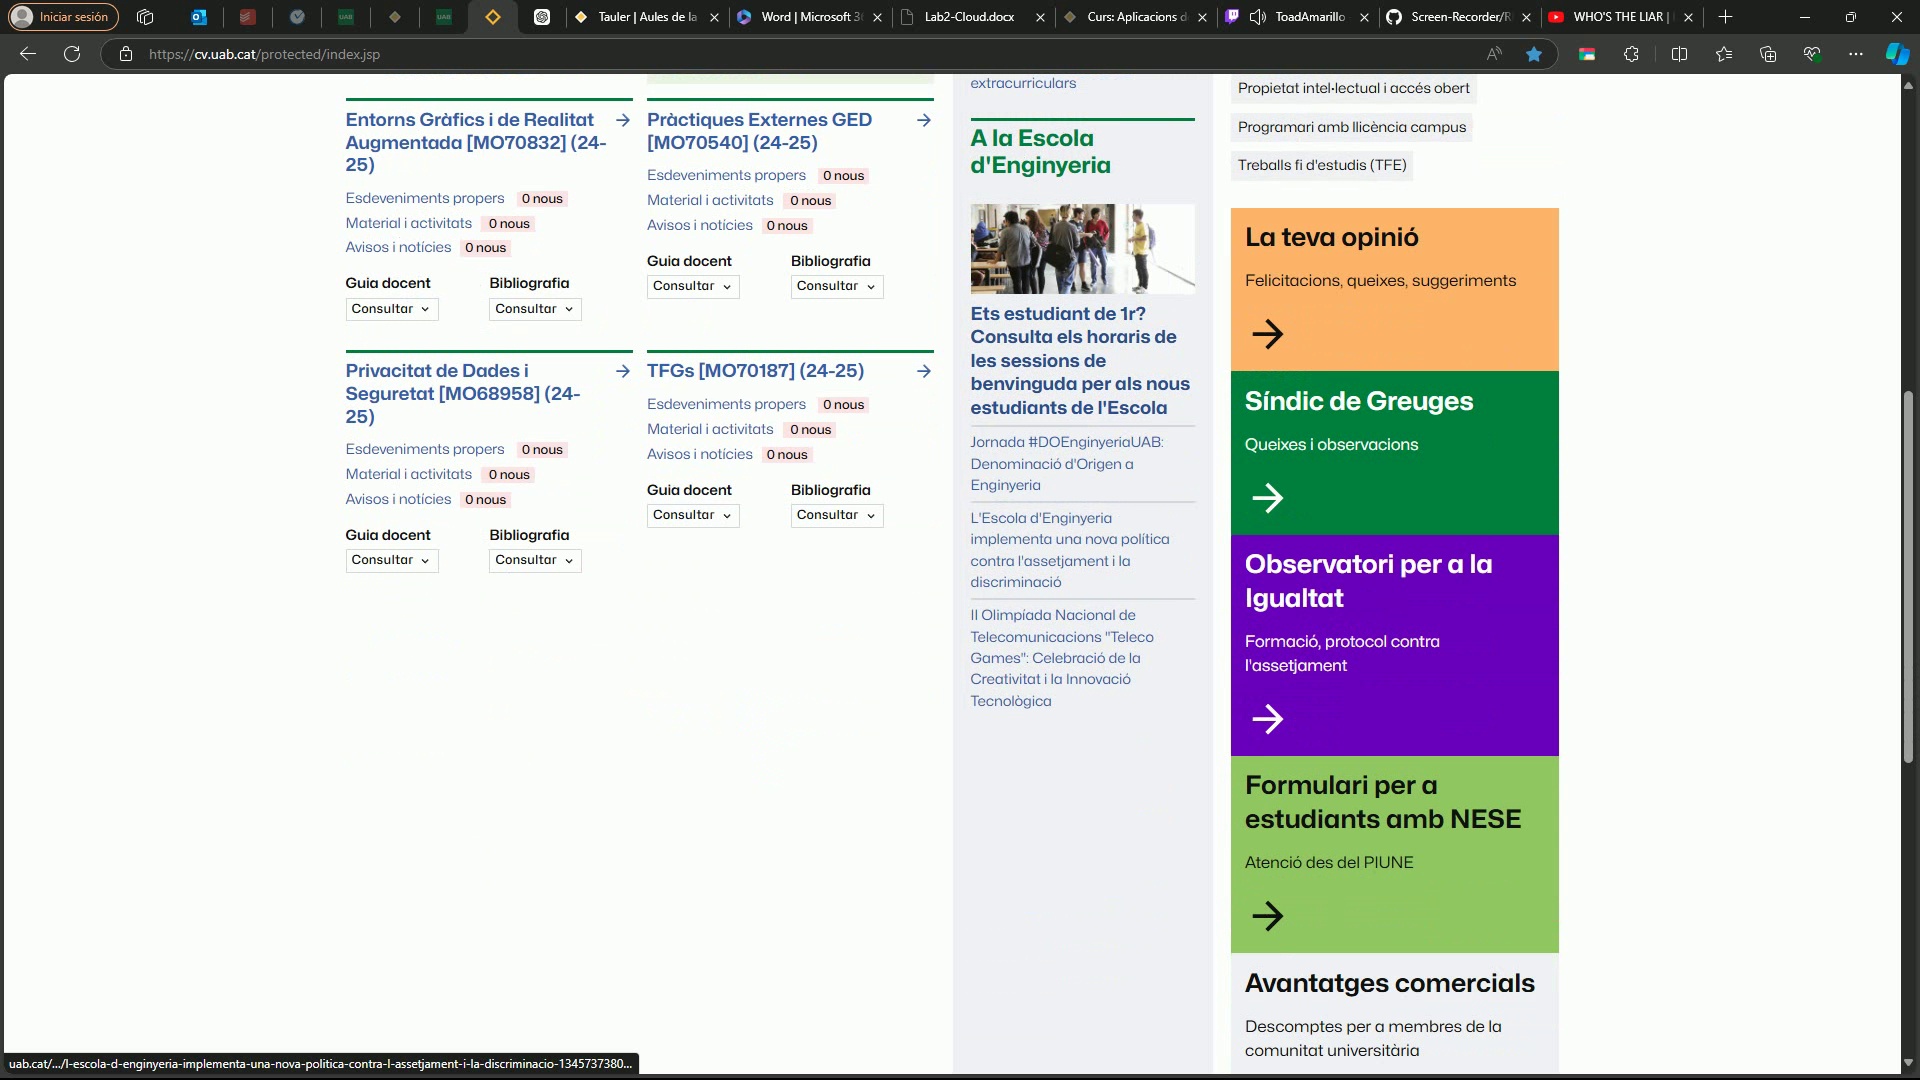 Iniciar sesión
Tauler | Aules de la
Word | Microsoft 3
Lab2-Cloud.docx
Curs: Aplicacions d
ToadAmarillo
Screen-Recorder/R
WHO'S THE LIAR |
https://cv.uab.cat/protected/index.jsp
Entorns Gràfics i de Realitat
Augmentada [MO70832] (24-
25)
Esdeveniments propers 0 nous
Material i activitats 0 nous
Avisos i notícies 0 nous
Guia docent Bibliografia
Consultar Consultar
Pràctiques Externes GED
[MO70540] (24-25)
Esdeveniments propers 0 nous
Material i activitats 0 nous
Avisos i notícies 0 nous
Guia docent Bibliografia
Consultar Consultar
Privacitat de Dades i
Seguretat [MO68958] (24-
25)
Esdeveniments propers 0 nous
Material i activitats 0 nous
Avisos i notícies 0 nous
Guia docent Bibliografia
Consultar Consultar
TFGs [MO70187] (24-25)
Esdeveniments propers 0 nous
Material i activitats 0 nous
Avisos i notícies 0 nous
Guia docent Bibliografia
Consultar Consultar
extracurriculars
A la Escola
d'Enginyeria
Ets estudiant de 1r?
Consulta els horaris de
les sessions de
benvinguda per als nous
estudiants de l'Escola
Jornada #DOEnginyeriaUAB:
Denominació d'Origen a
Enginyeria
L'Escola d'Enginyeria
implementa una nova política
contra l'assetjament i la
discriminació
II Olimpíada Nacional de
Telecomunicacions "Teleco
Games": Celebració de la
Creativitat i la Innovació
Tecnològica
Propietat intel·lectual i accés obert
Programari amb llicència campus
Treballs fi d'estudis (TFE)
La teva opinió
Felicitacions, queixes, suggeriments
Síndic de Greuges
Queixes i observacions
Observatori per a la
Igualtat
Formació, protocol contra
l'assetjament
Formulari per a
estudiants amb NESE
Atenció des del PIUNE
Avantatges comercials
Descomptes per a membres de la
comunitat universitària
uab.cat/.../l-escola-d-enginyeria-implementa-una-nova-politica-contra-l-assetjament-i-la-discriminacio-1345737380...